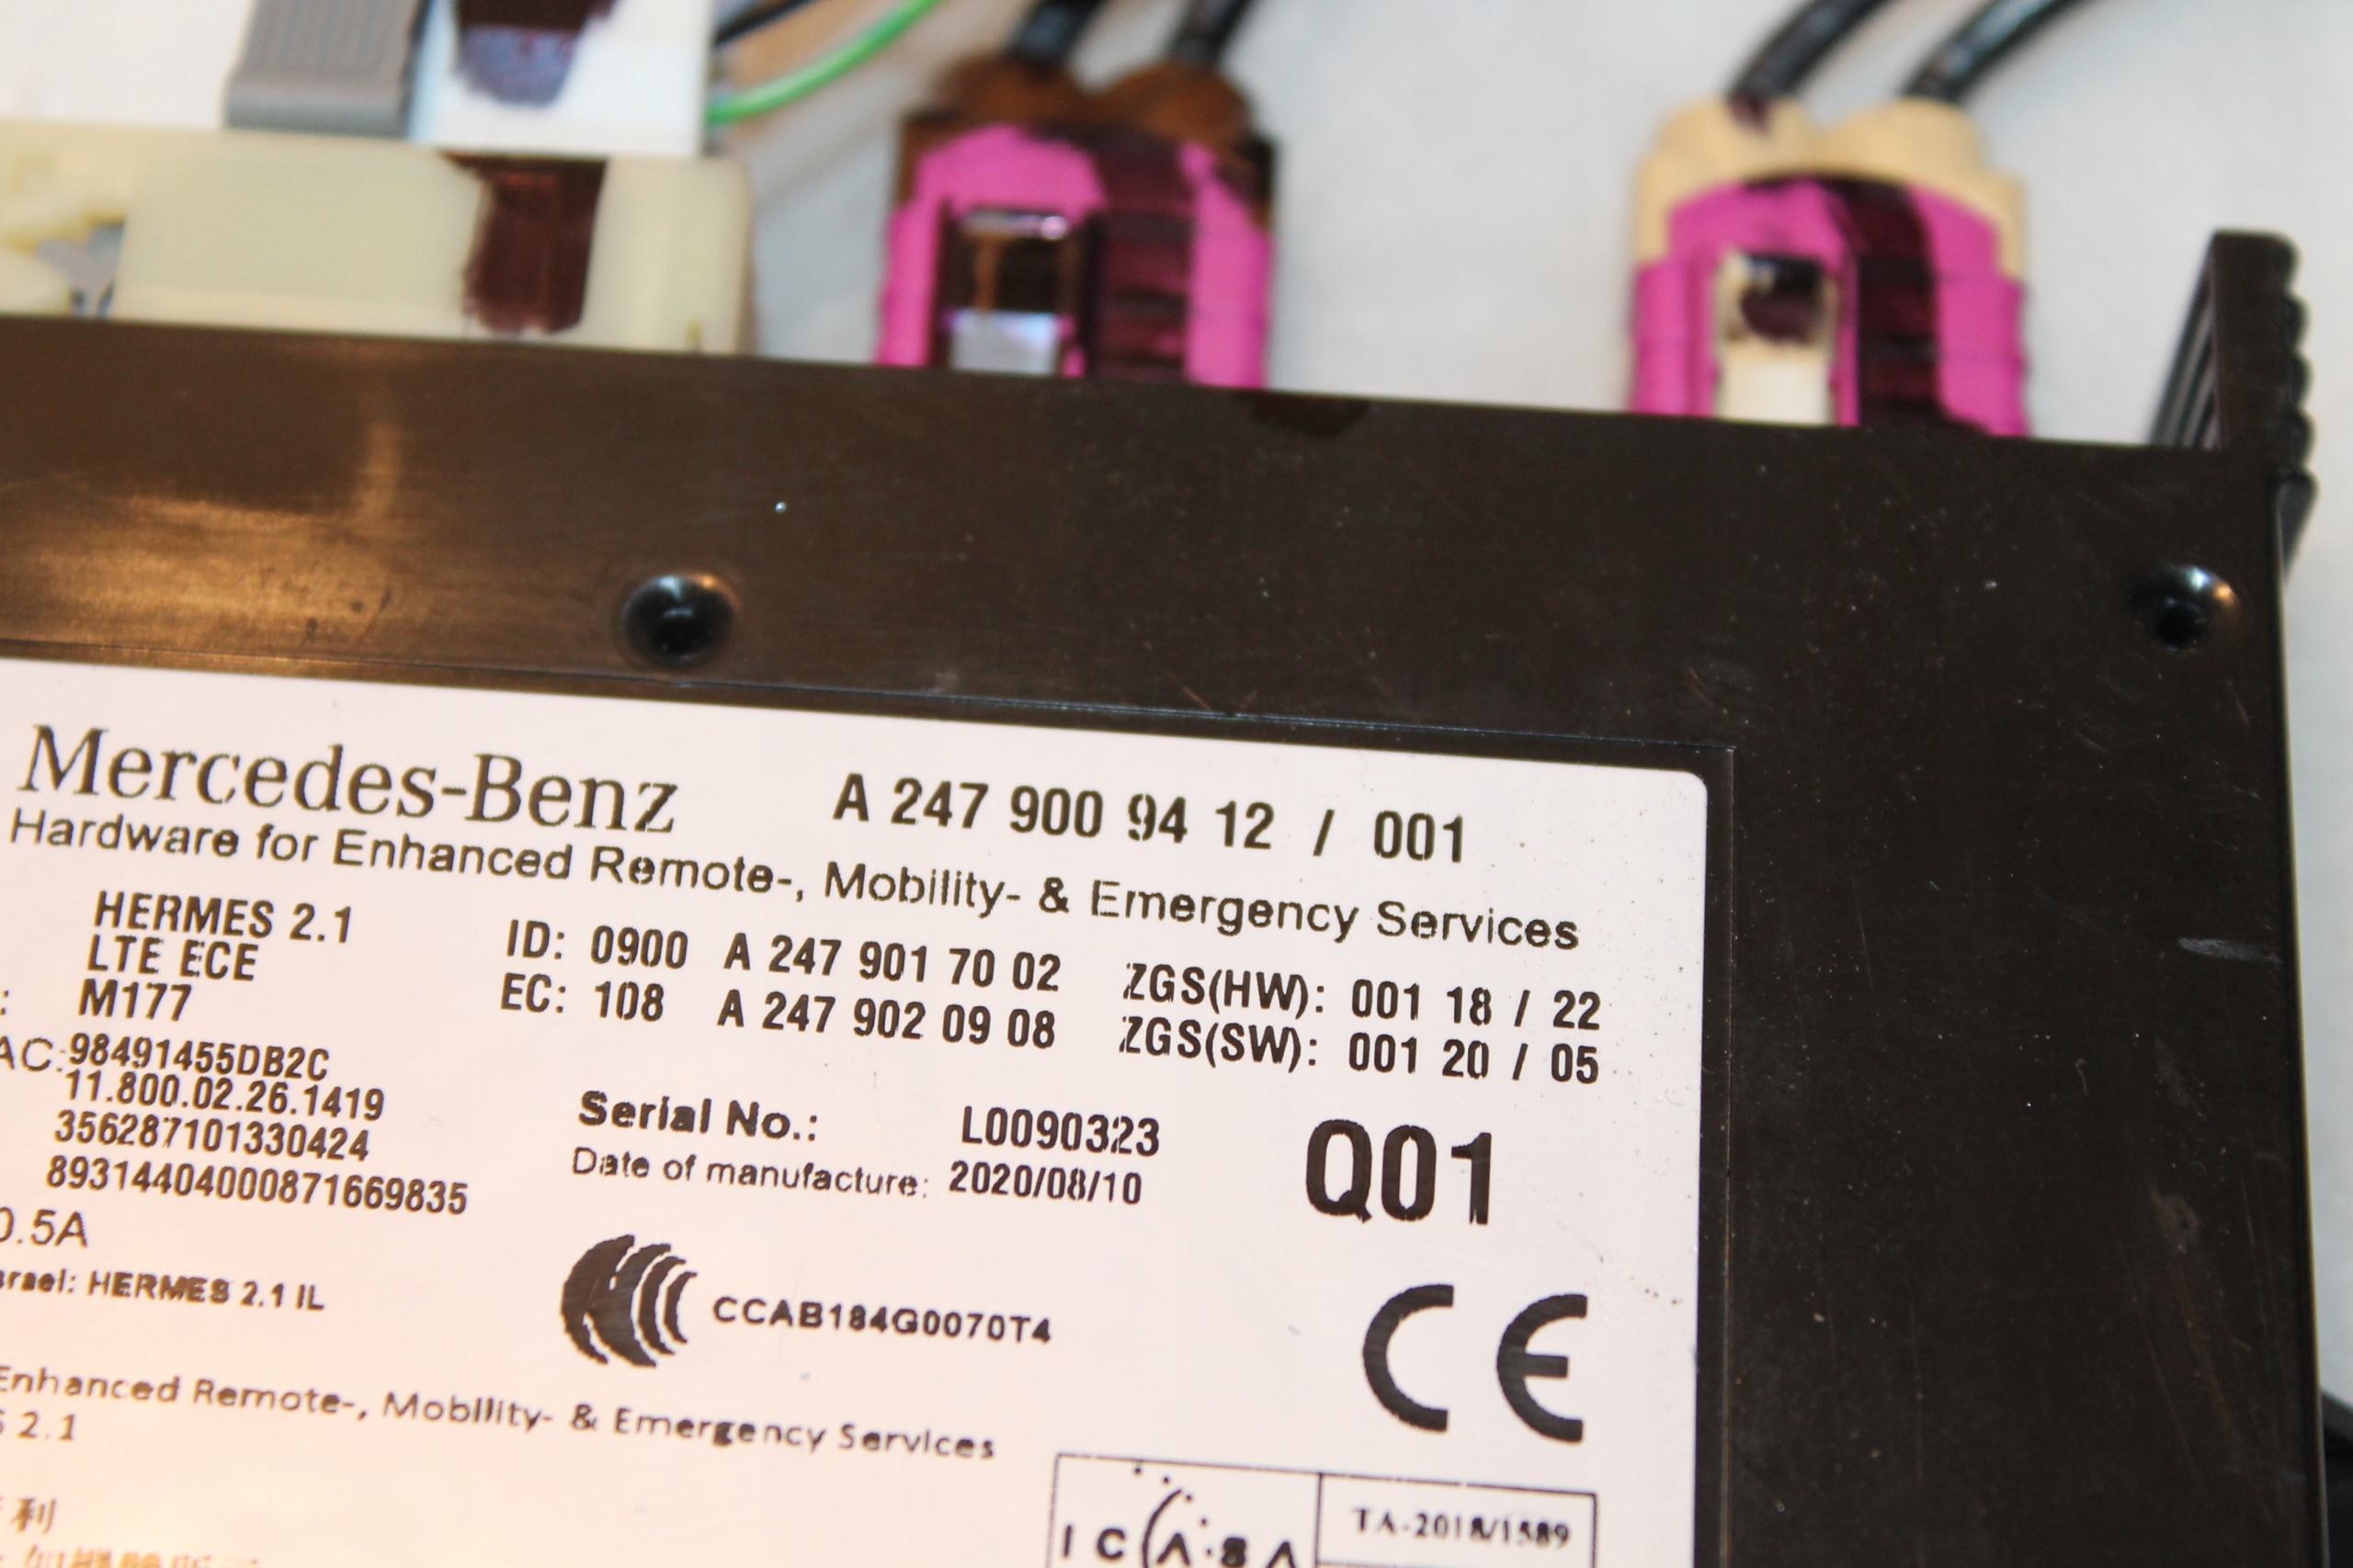 Mercedes-Benz A 247 900 94 12 / 001
Hardware for Enhanced Remote-, Mobility- & Emergency Services
HERMES 2.1
LTE ECE ID: 0900 A 247 901 70 02 ZGS(HW): 001 18 / 22
: M177 EC: 108 A 247 902 09 08 ZGS(SW): 001 20 / 05
AC: 98491455DB2C
11.800.02.26.1419
356287101330424 Serial No.: L0090323 Q01
89314404000871669835 Date of manufacture: 2020/08/10
0.5A
srael: HERMES 2.1 IL
CCAB184G0070T4
CE
Enhanced Remote-, Mobility- & Emergency Services
S 2.1
利
ICASA TA-2018/1589